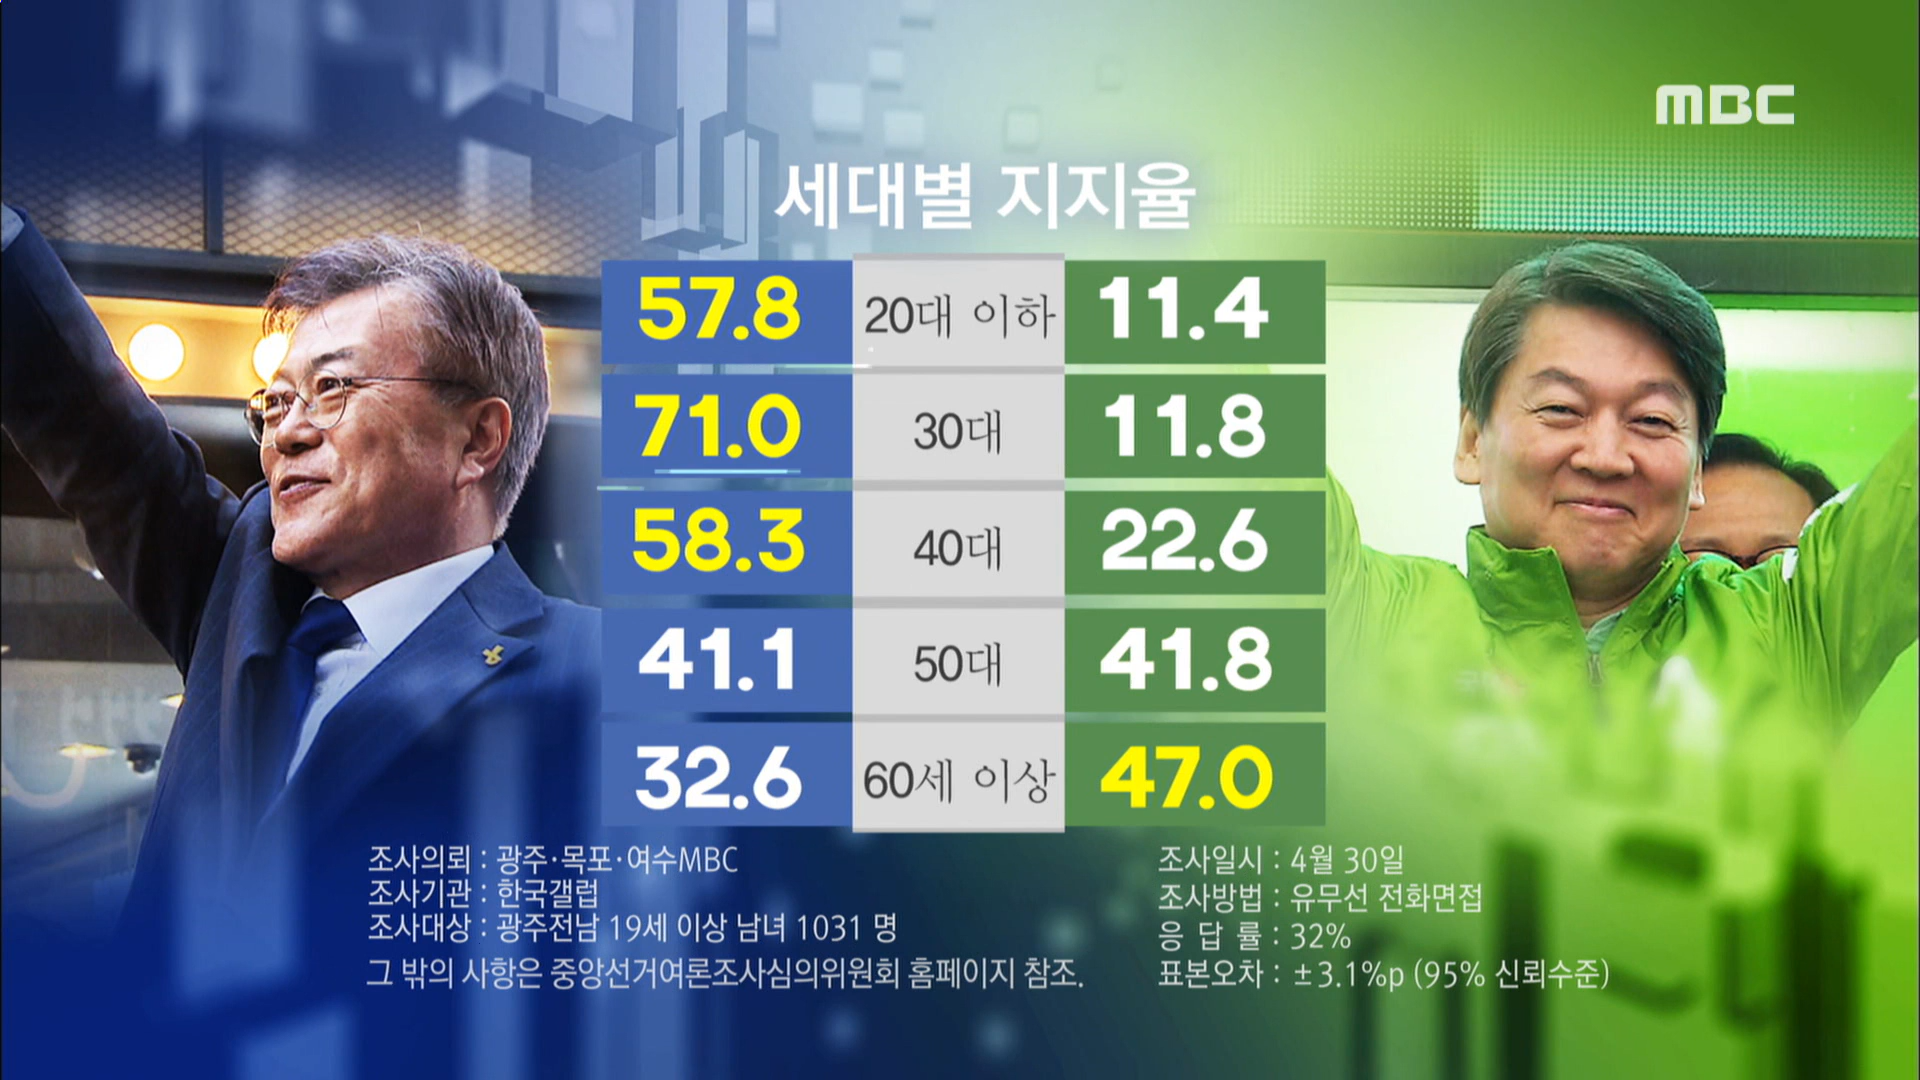 MBC
세대별 지지율
57.8 20대 이하 11.4
71.0 30대 11.8
58.3 40대 22.6
41.1 50대 41.8
32.6 60세 이상 47.0
조사의뢰 : 광주·목포·여수MBC
조사기관 : 한국갤럽
조사대상 : 광주전남 19세 이상 남녀 1031 명
그 밖의 사항은 중앙선거여론조사심의위원회 홈페이지 참조.
조사일시 : 4월 30일
조사방법 : 유무선 전화면접
응 답 률 : 32%
표본오차 : ±3.1%p (95% 신뢰수준)